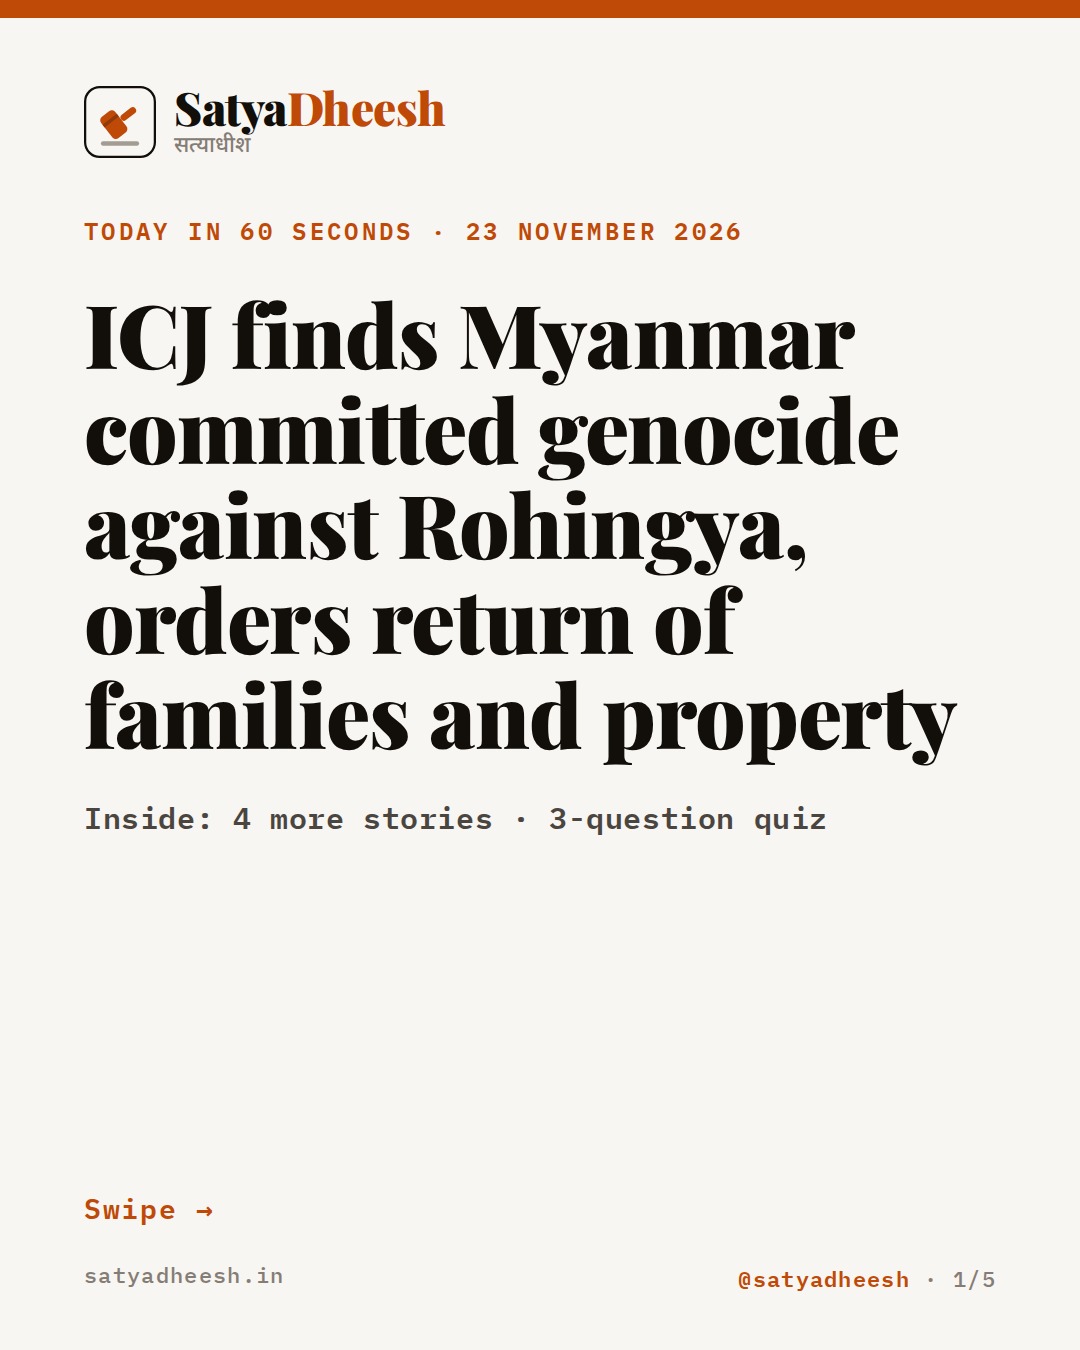 SatyaDheesh
सत्याधीश
TODAY IN 60 SECONDS · 23 NOVEMBER 2026
ICJ finds Myanmar
committed genocide
against Rohingya,
orders return of
families and property
Inside: 4 more stories · 3-question quiz
Swipe →
satyadheesh.in
@satyadheesh · 1/5